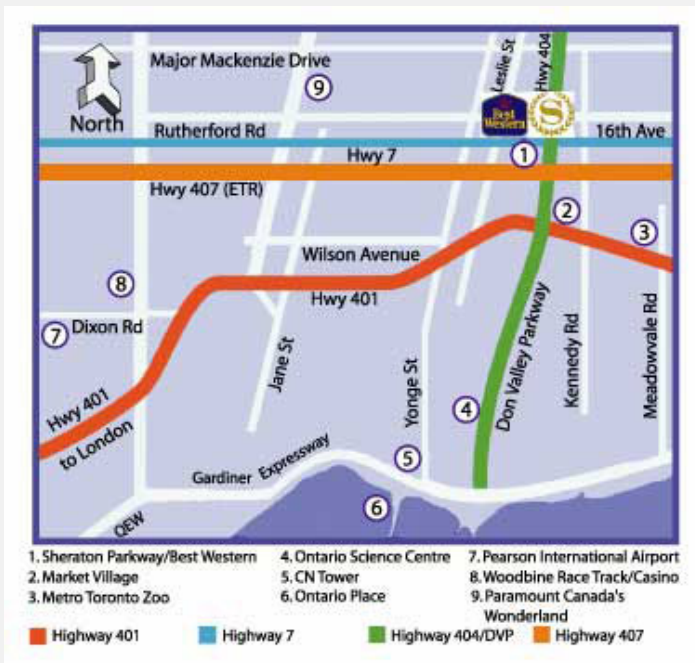 Major Mackenzie Drive
9
Leslie St
Hwy 404
North
Best
Western
S
Rutherford Rd
16th Ave
1
Hwy 7
Hwy 407 (ETR)
2
3
Wilson Avenue
8
Hwy 401
7
Dixon Rd
Jane St
Yonge St
Don Valley Parkway
Kennedy Rd
Meadowvale Rd
Hwy 401
to London
4
Gardiner Expressway
5
6
QEW
1. Sheraton Parkway/Best Western
2. Market Village
3. Metro Toronto Zoo
4. Ontario Science Centre
5. CN Tower
6. Ontario Place
7. Pearson International Airport
8. Woodbine Race Track/Casino
9. Paramount Canada's
Wonderland
Highway 401
Highway 7
Highway 404/DVP
Highway 407